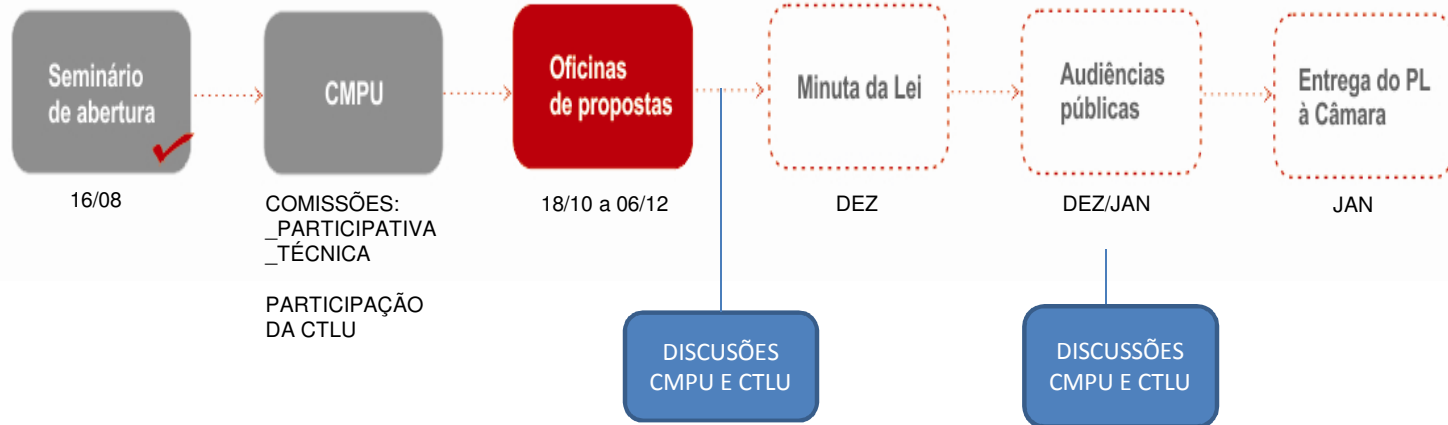 Seminário
de abertura
CMPU
Oficinas
de propostas
Minuta da Lei
Audiências
públicas
Entrega do PL
à Câmara
16/08
COMISSÕES:
_PARTICIPATIVA
_TÉCNICA
PARTICIPAÇÃO
DA CTLU
18/10 a 06/12
DEZ
DEZ/JAN
JAN
DISCUSÕES
CMPU E CTLU
DISCUSSÕES
CMPU E CTLU